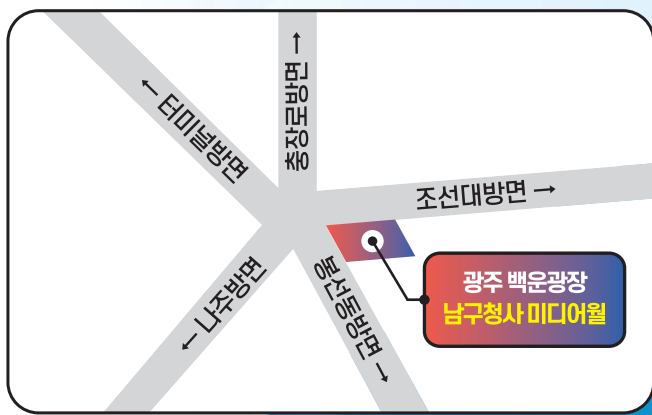 ← 터미널방면
충장로방면 →
조선대방면 →
← 나주방면
봉선동방면 →
광주 백운광장
남구청사 미디어월